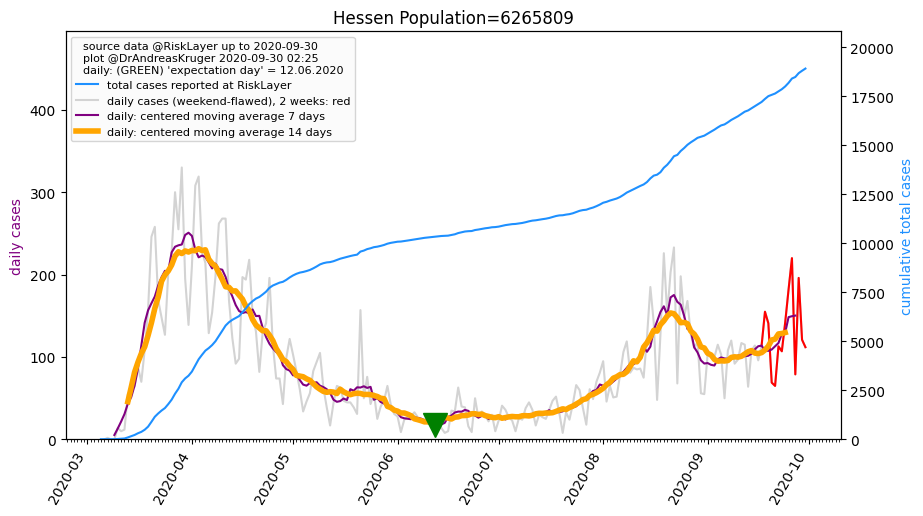 Hessen Population=6265809
source data @RiskLayer up to 2020-09-30
plot @DrAndreasKruger 2020-09-30 02:25
daily: (GREEN) 'expectation day' = 12.06.2020
total cases reported at RiskLayer
daily cases (weekend-flawed), 2 weeks: red
daily: centered moving average 7 days
daily: centered moving average 14 days
daily cases
400
300
200
100
0
20000
17500
15000
12500
10000
7500
5000
2500
0
cumulative total cases
2020-03
2020-04
2020-05
2020-06
2020-07
2020-08
2020-09
2020-10